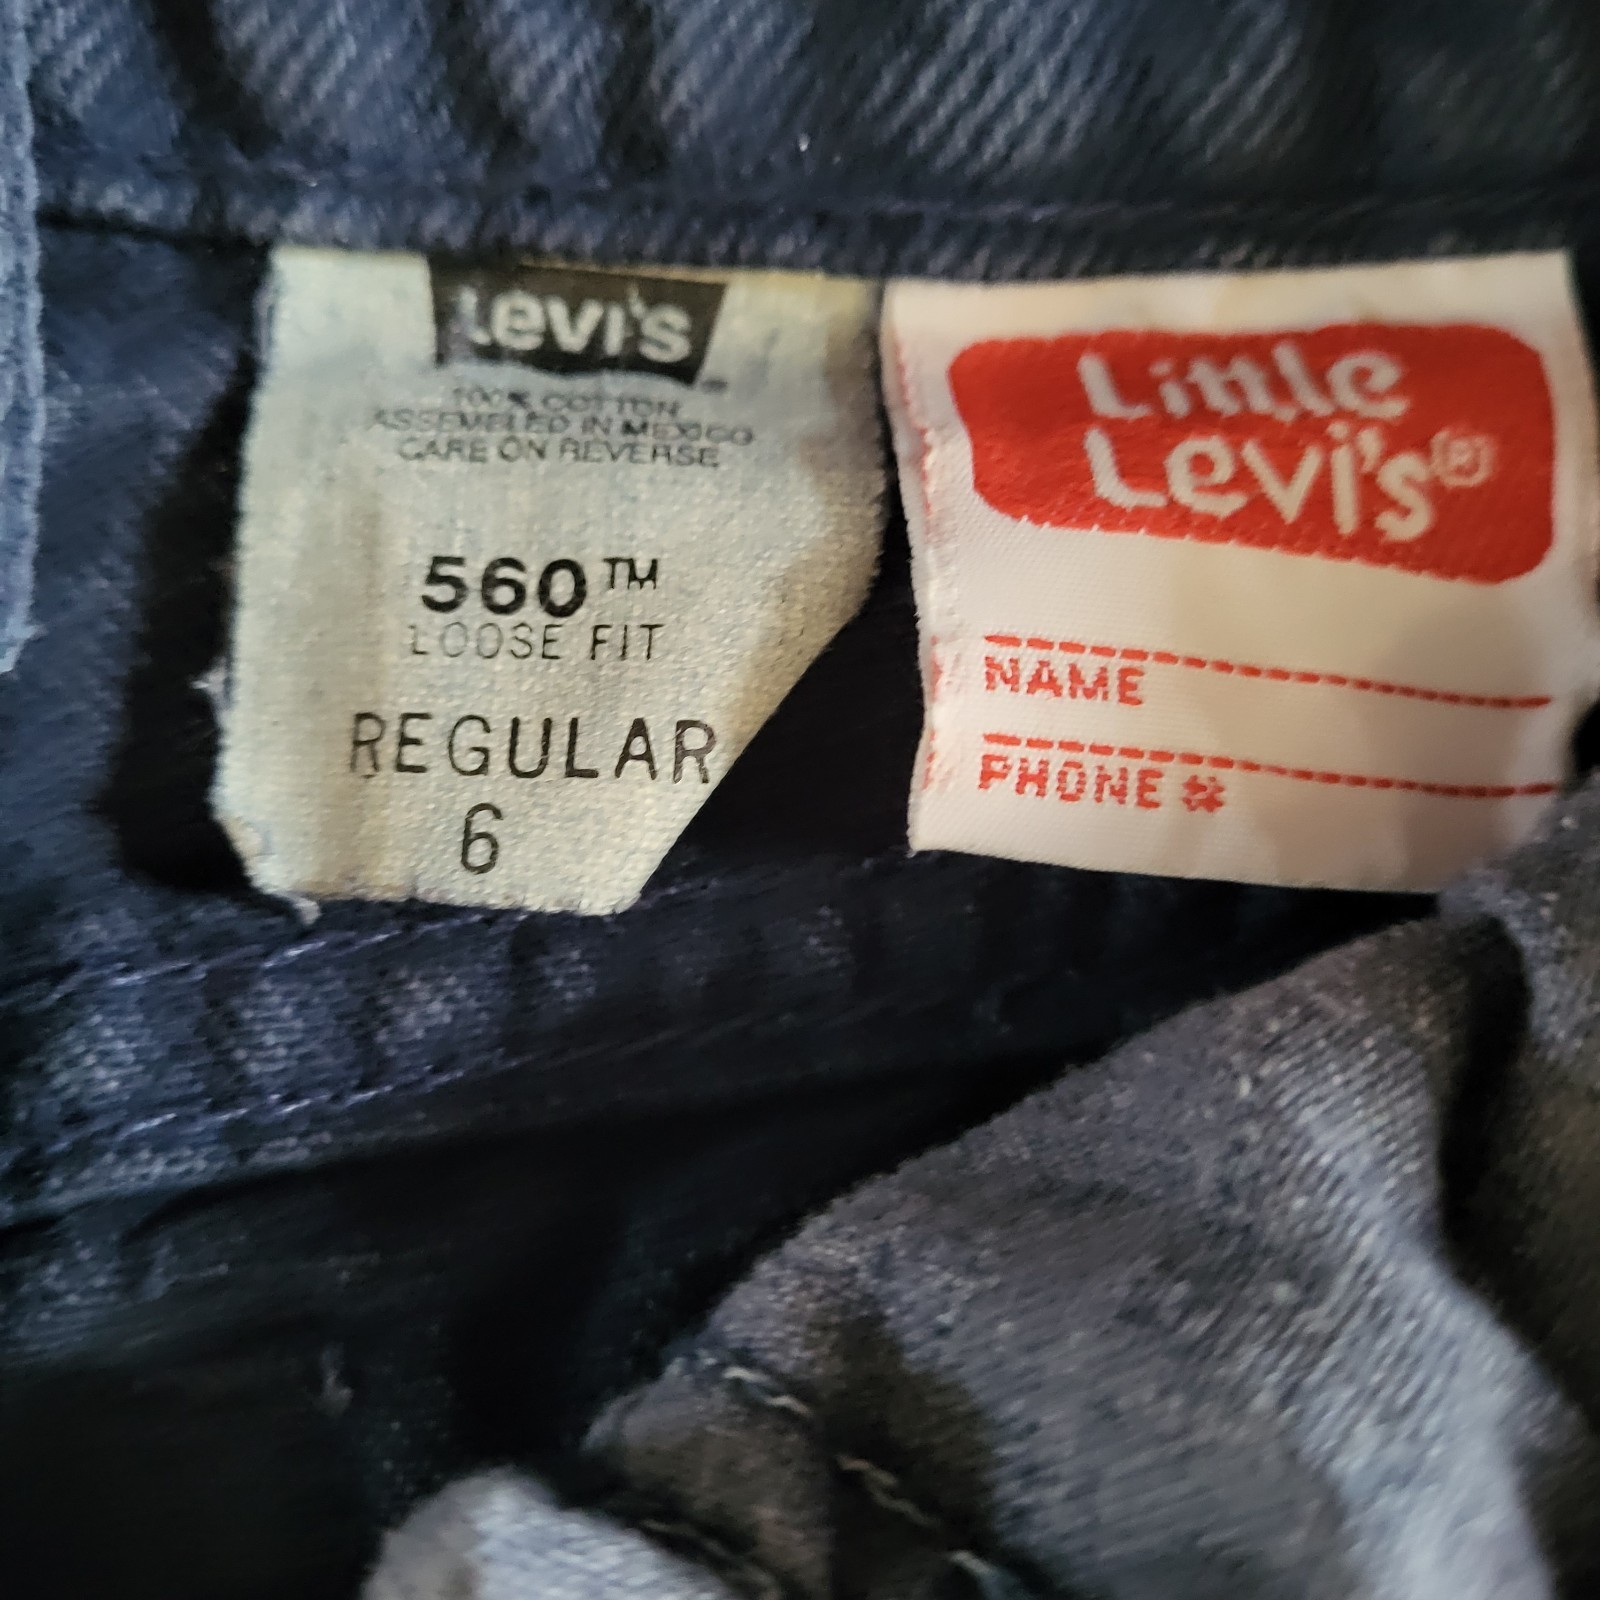 Levi's
100% COTTON
ASSEMBLED IN MEXICO
CARE ON REVERSE
560™
LOOSE FIT
REGULAR
6
Little
Levi's®
NAME
PHONE #